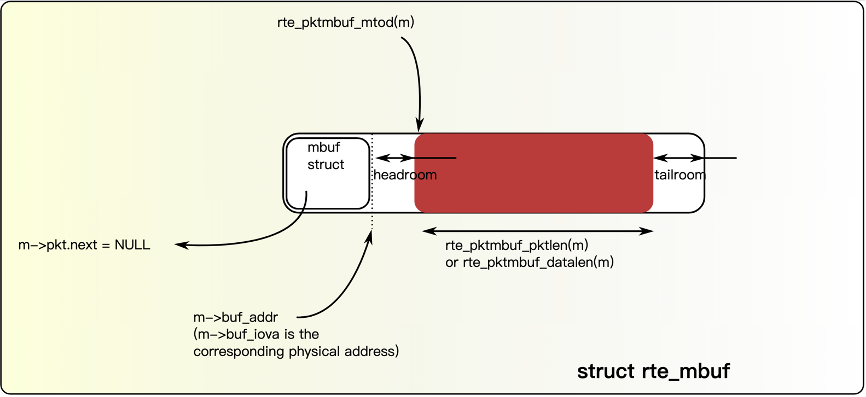 rte_pktmbuf_mtod(m)
mbuf
struct
headroom
tailroom
m->pkt.next = NULL
rte_pktmbuf_pktlen(m)
or rte_pktmbuf_datalen(m)
m->buf_addr
(m->buf_iova is the
corresponding physical address)
struct rte_mbuf